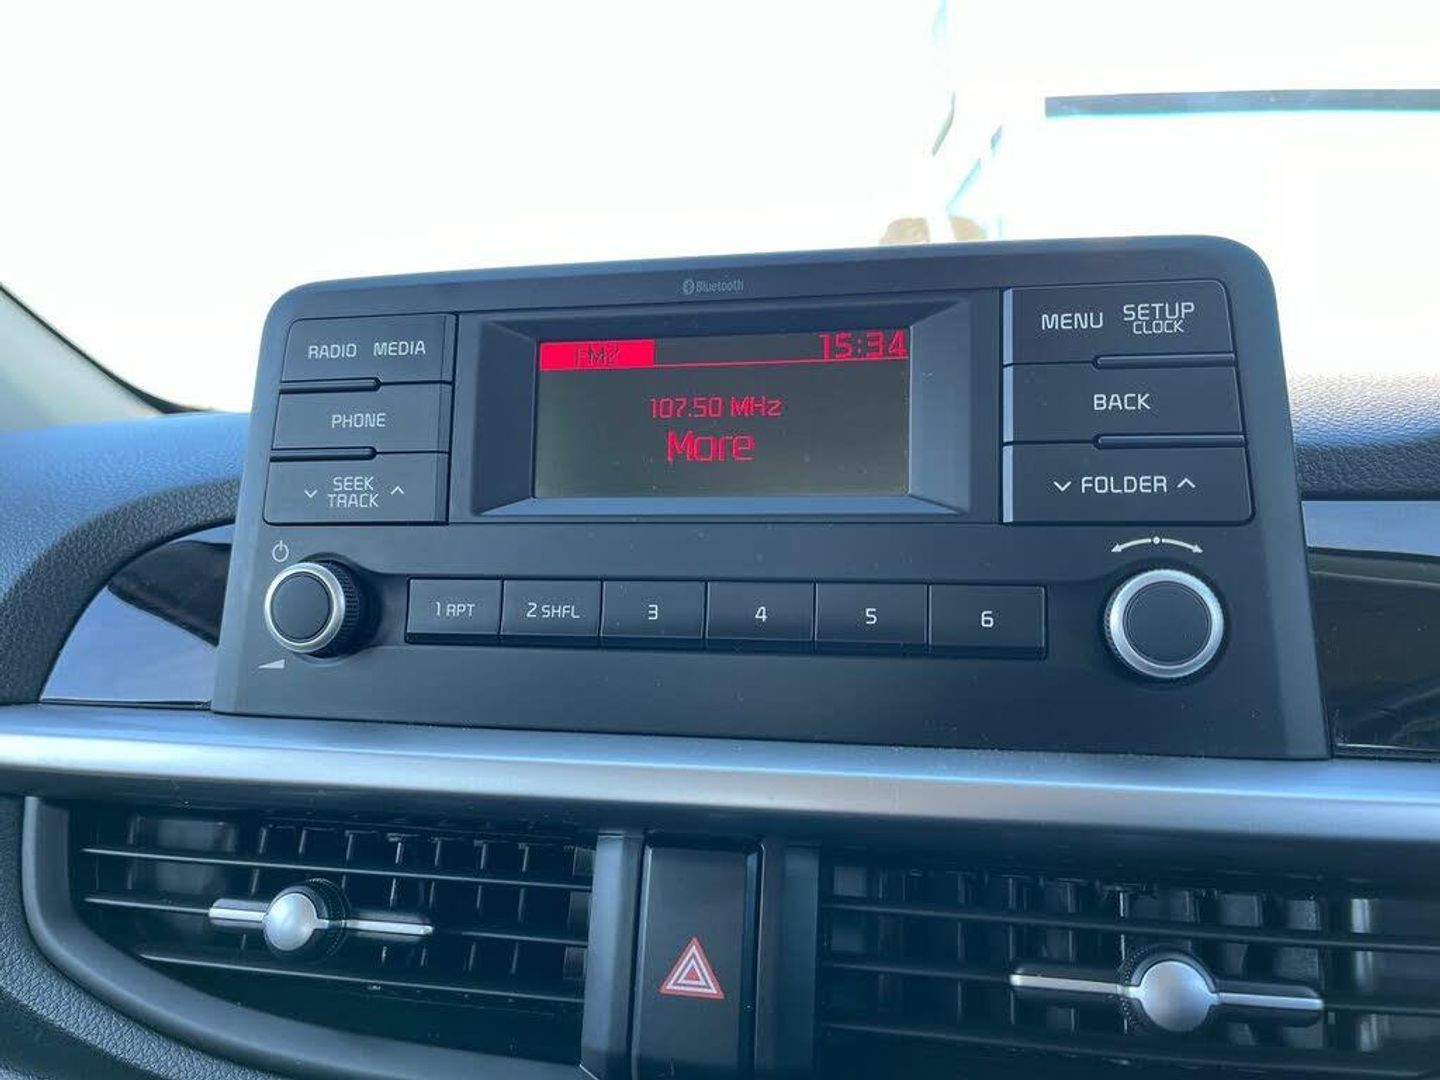 Bluetooth
RADIO MEDIA
PHONE
SEEK
TRACK
FM2 15:34
107.50 MHz
More
MENU SETUP
CLOCK
BACK
FOLDER
1 RPT 2 SHFL 3 4 5 6